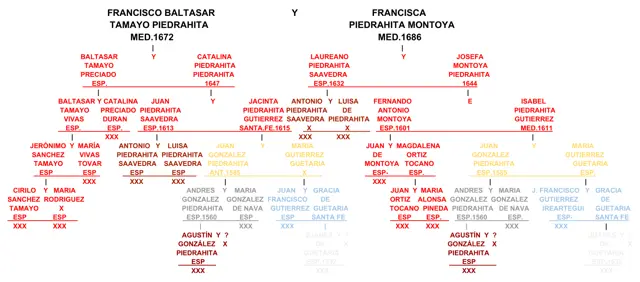 FRANCISCO BALTASAR Y FRANCISCA
TAMAYO PIEDRAHITA PIEDRAHITA MONTOYA
MED.1672 MED.1686
BALTASAR Y CATALINA LAUREANO Y JOSEFA
TAMAYO PIEDRAHITA PIEDRAHITA MONTOYA
PRECIADO PIEDRAHITA SAAVEDRA PIEDRAHITA
ESP. 1647 ESP.1632 1644
BALTASAR Y CATALINA JUAN Y JACINTA ANTONIO Y LUISA FERNANDO E ISABEL
TAMAYO PRECIADO PIEDRAHITA PIEDRAHITA PIEDRAHITA DE ANTONIO PIEDRAHITA
VIVAS DURAN SAAVEDRA GUTIERREZ SAAVEDRA PIEDRAHITA MONTOYA GUTIERREZ
ESP. ESP. ESP.1613 SANTA.FE.1615 X X ESP.1601 MED.1611
XXX XXX XXX
JERÓNIMO Y MARÍA ANTONIO Y LUISA JUAN Y MARIA JUAN Y MAGDALENA JUAN Y MARIA
SANCHEZ VIVAS PIEDRAHITA PIEDRAHITA GONZALEZ GUTIERREZ DE ORTIZ GONZALEZ GUTIERREZ
TAMAYO TOVAR SAAVEDRA SAAVEDRA PIEDRAHITA GUETARIA MONTOYA TOCANO PIEDRAHITA GUETARIA
ESP ESP ESP ESP ANT.1585 X ESP- ESP. ESP.1585 ESP.
XXX XXX XXX XXX XXX
CIRILO Y MARIA ANDRES Y MARIA JUAN Y GRACIA JUAN Y MARIA ANDRES Y MARIA J. FRANCISCO Y GRACIA
SANCHEZ RODRIGUEZ GONZALEZ GONZALEZ FRANCISCO DE ORTIZ ALONSA GONZALEZ GONZALEZ GUTIERREZ DE
TAMAYO X PIEDRAHITA DE NAVA GUTIERREZ GUETARIA TOCANO PINEDA PIEDRAHITA DE NAVA IREARTEGUI GUETARIA
ESP ESP ESP.1560 ESP ESP SANTA FE ESP ESP. ESP.1560 ESP ESP- SANTA FE
XXX XXX XXX XXX XXX XXX XXX XXX XXX
AGUSTÍN Y ? AGUSTÍN Y ?
GONZÁLEZ X GONZÁLEZ X
PIEDRAHITA PIEDRAHITA
ESP ESP
XXX XXX